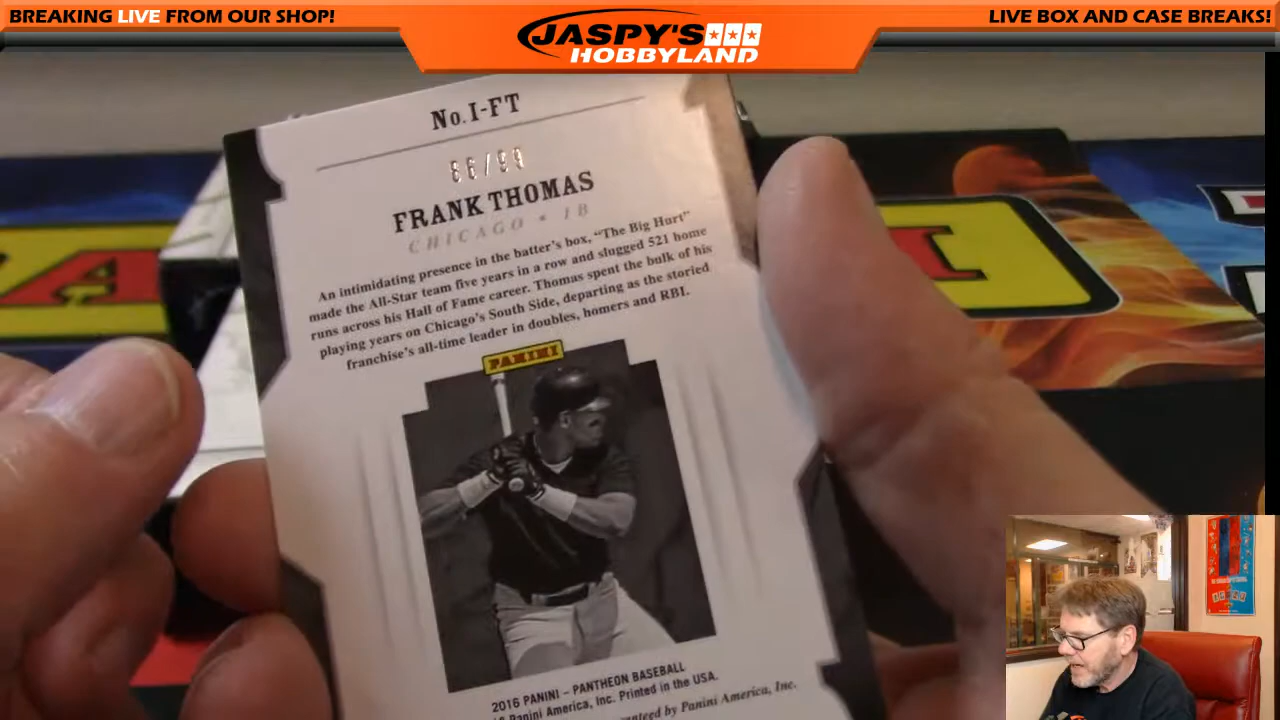 BREAKING LIVE FROM OUR SHOP!
JASPY'S
HOBBYLAND
LIVE BOX AND CASE BREAKS!
No. I-FT
86/99
FRANK THOMAS
CHICAGO • 1B
An intimidating presence in the batter's box, "The Big Hurt"
made the All-Star team five years in a row and slugged 521 home
runs across his Hall of Fame career. Thomas spent the bulk of his
playing years on Chicago's South Side, departing as the storied
franchise's all-time leader in doubles, homers and RBI.
PANINI
2016 PANINI – PANTHEON BASEBALL
Panini America, Inc. Printed in the USA.
by Panini America, Inc.